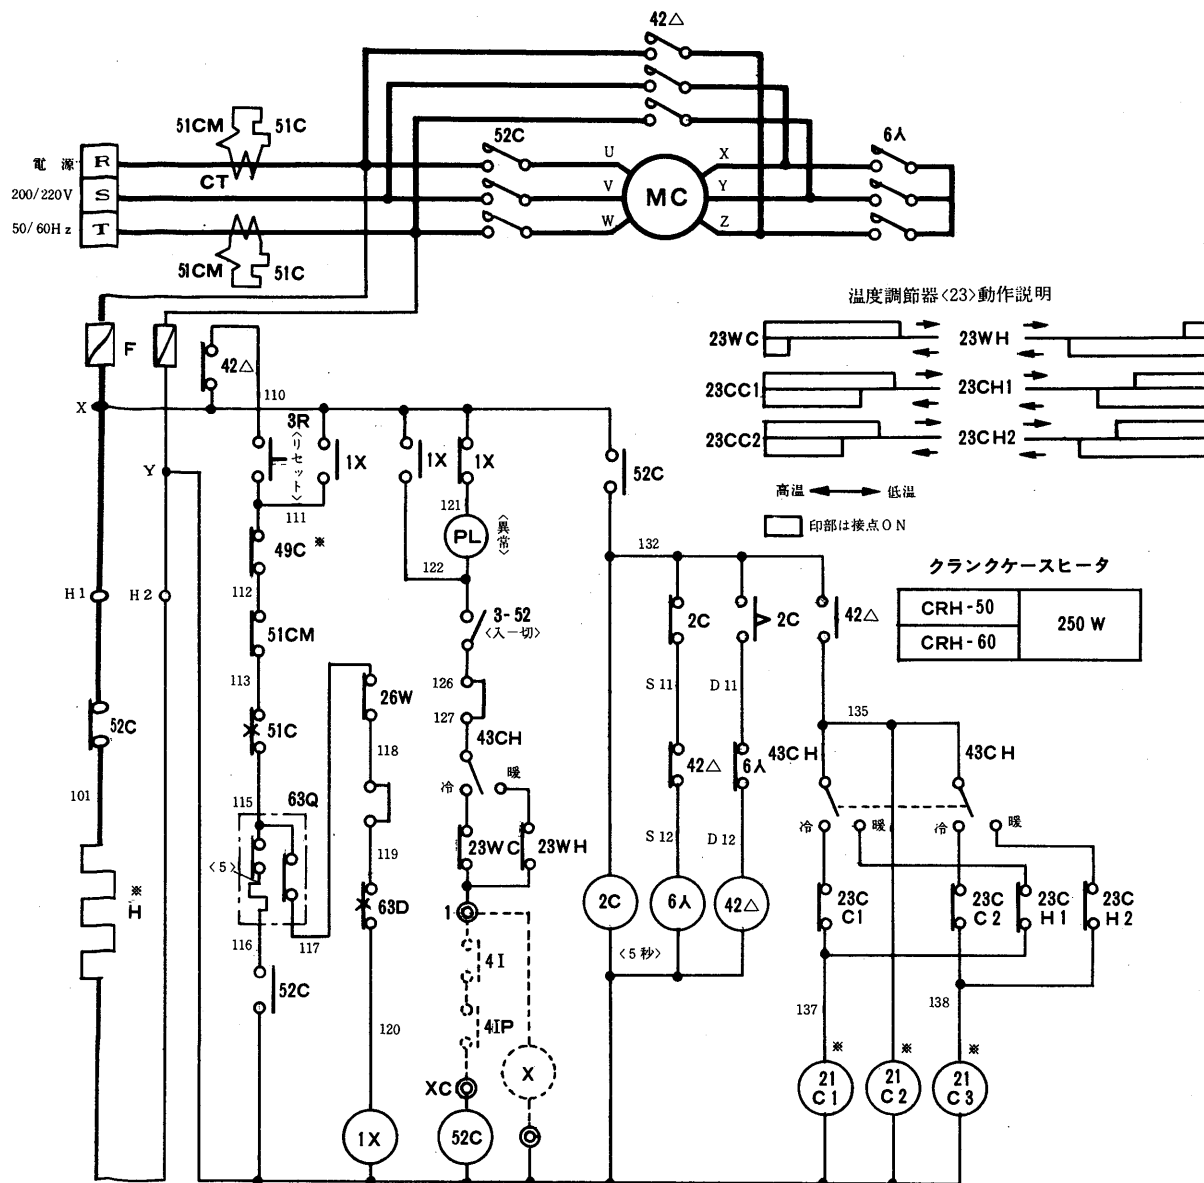 42△
51CM
51C
52C
6人
電源
R
U
X
200/220V
S
CT
V
MC
Y
50/60Hz
T
W
Z
51CM
51C
温度調節器<23>動作説明
23WC
23WH
23CC1
23CH1
23CC2
23CH2
高温
低温
印部は接点ON
F
42△
X
110
3R
<リセット>
1X
1X
1X
52C
Y
111
121
PL
<異常>
49C ※
122
132
クランクケースヒータ
CRH-50
CRH-60
250W
H1
H2
112
3-52
<入一切>
2C
2C
42△
51CM
113
26W
126
S11
D11
52C
51C
127
135
118
43CH
42△
6人
43CH
43CH
101
115
63Q
冷
暖
冷
暖
冷
暖
119
23WC
23WH
S12
D12
<5>
※
H
63D
2C
6人
42△
23C
C1
23C
C2
23C
H1
23C
H2
116
117
1
<5秒>
52C
4I
137
138
120
4IP
X
※
※
※
XC
21
C1
21
C2
21
C3
1X
52C